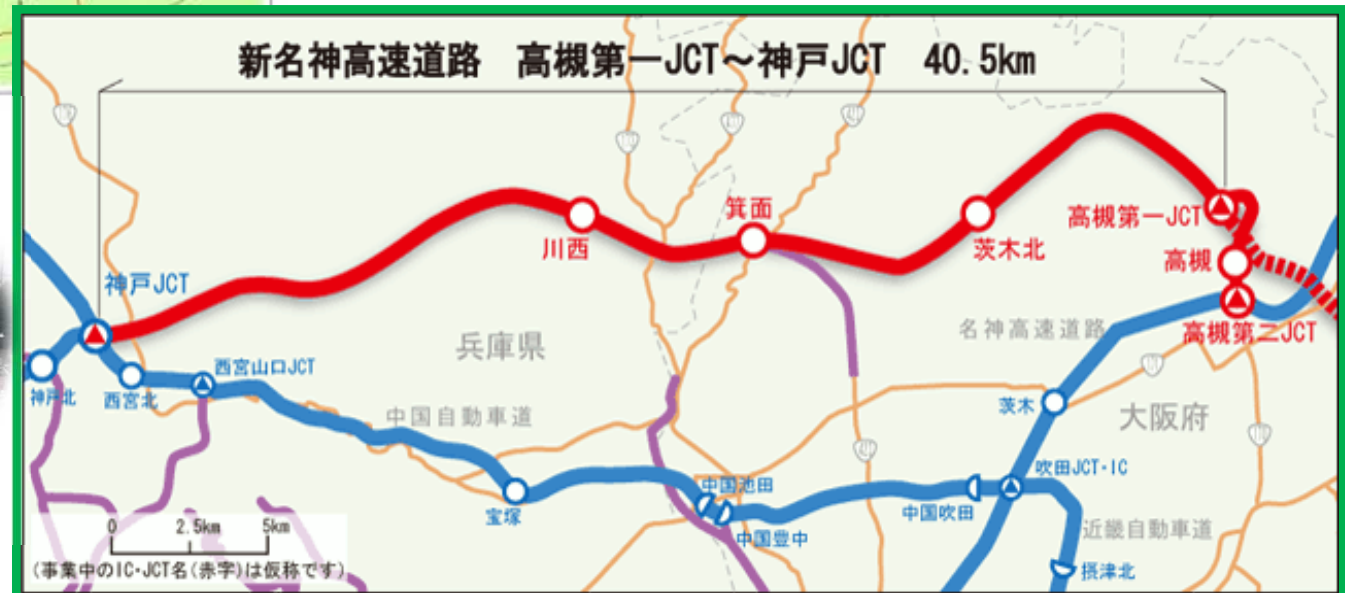 新名神高速道路 高槻第一JCT～神戸JCT 40.5km
高槻第一JCT
箕面
川西
茨木北
高槻
神戸JCT
高槻第二JCT
名神高速道路
兵庫県
西宮山口JCT
神戸北
西宮北
中国自動車道
茨木
大阪府
吹田JCT・IC
中国池田
宝塚
中国吹田
中国豊中
近畿自動車道
摂津北
0 2.5km 5km
(事業中のIC・JCT名(赤字)は仮称です)